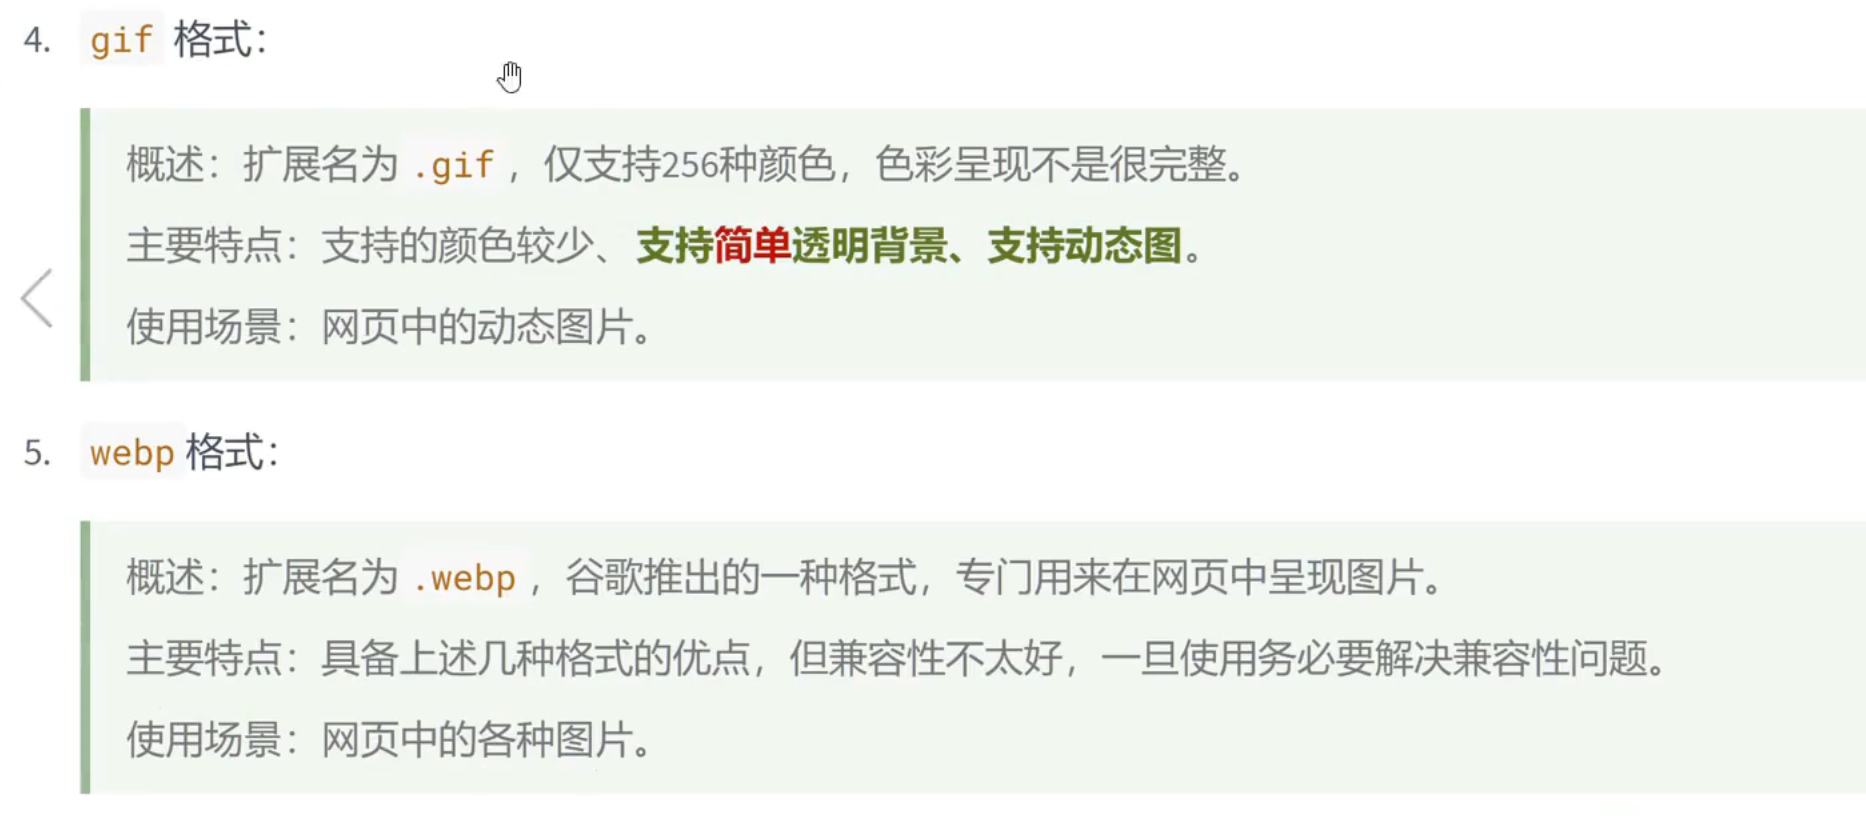 4. gif 格式：
概述：扩展名为 .gif ，仅支持256种颜色，色彩呈现不是很完整。
主要特点：支持的颜色较少、支持简单透明背景、支持动态图。
使用场景：网页中的动态图片。
5. webp 格式：
概述：扩展名为 .webp ，谷歌推出的一种格式，专门用来在网页中呈现图片。
主要特点：具备上述几种格式的优点，但兼容性不太好，一旦使用务必要解决兼容性问题。
使用场景：网页中的各种图片。